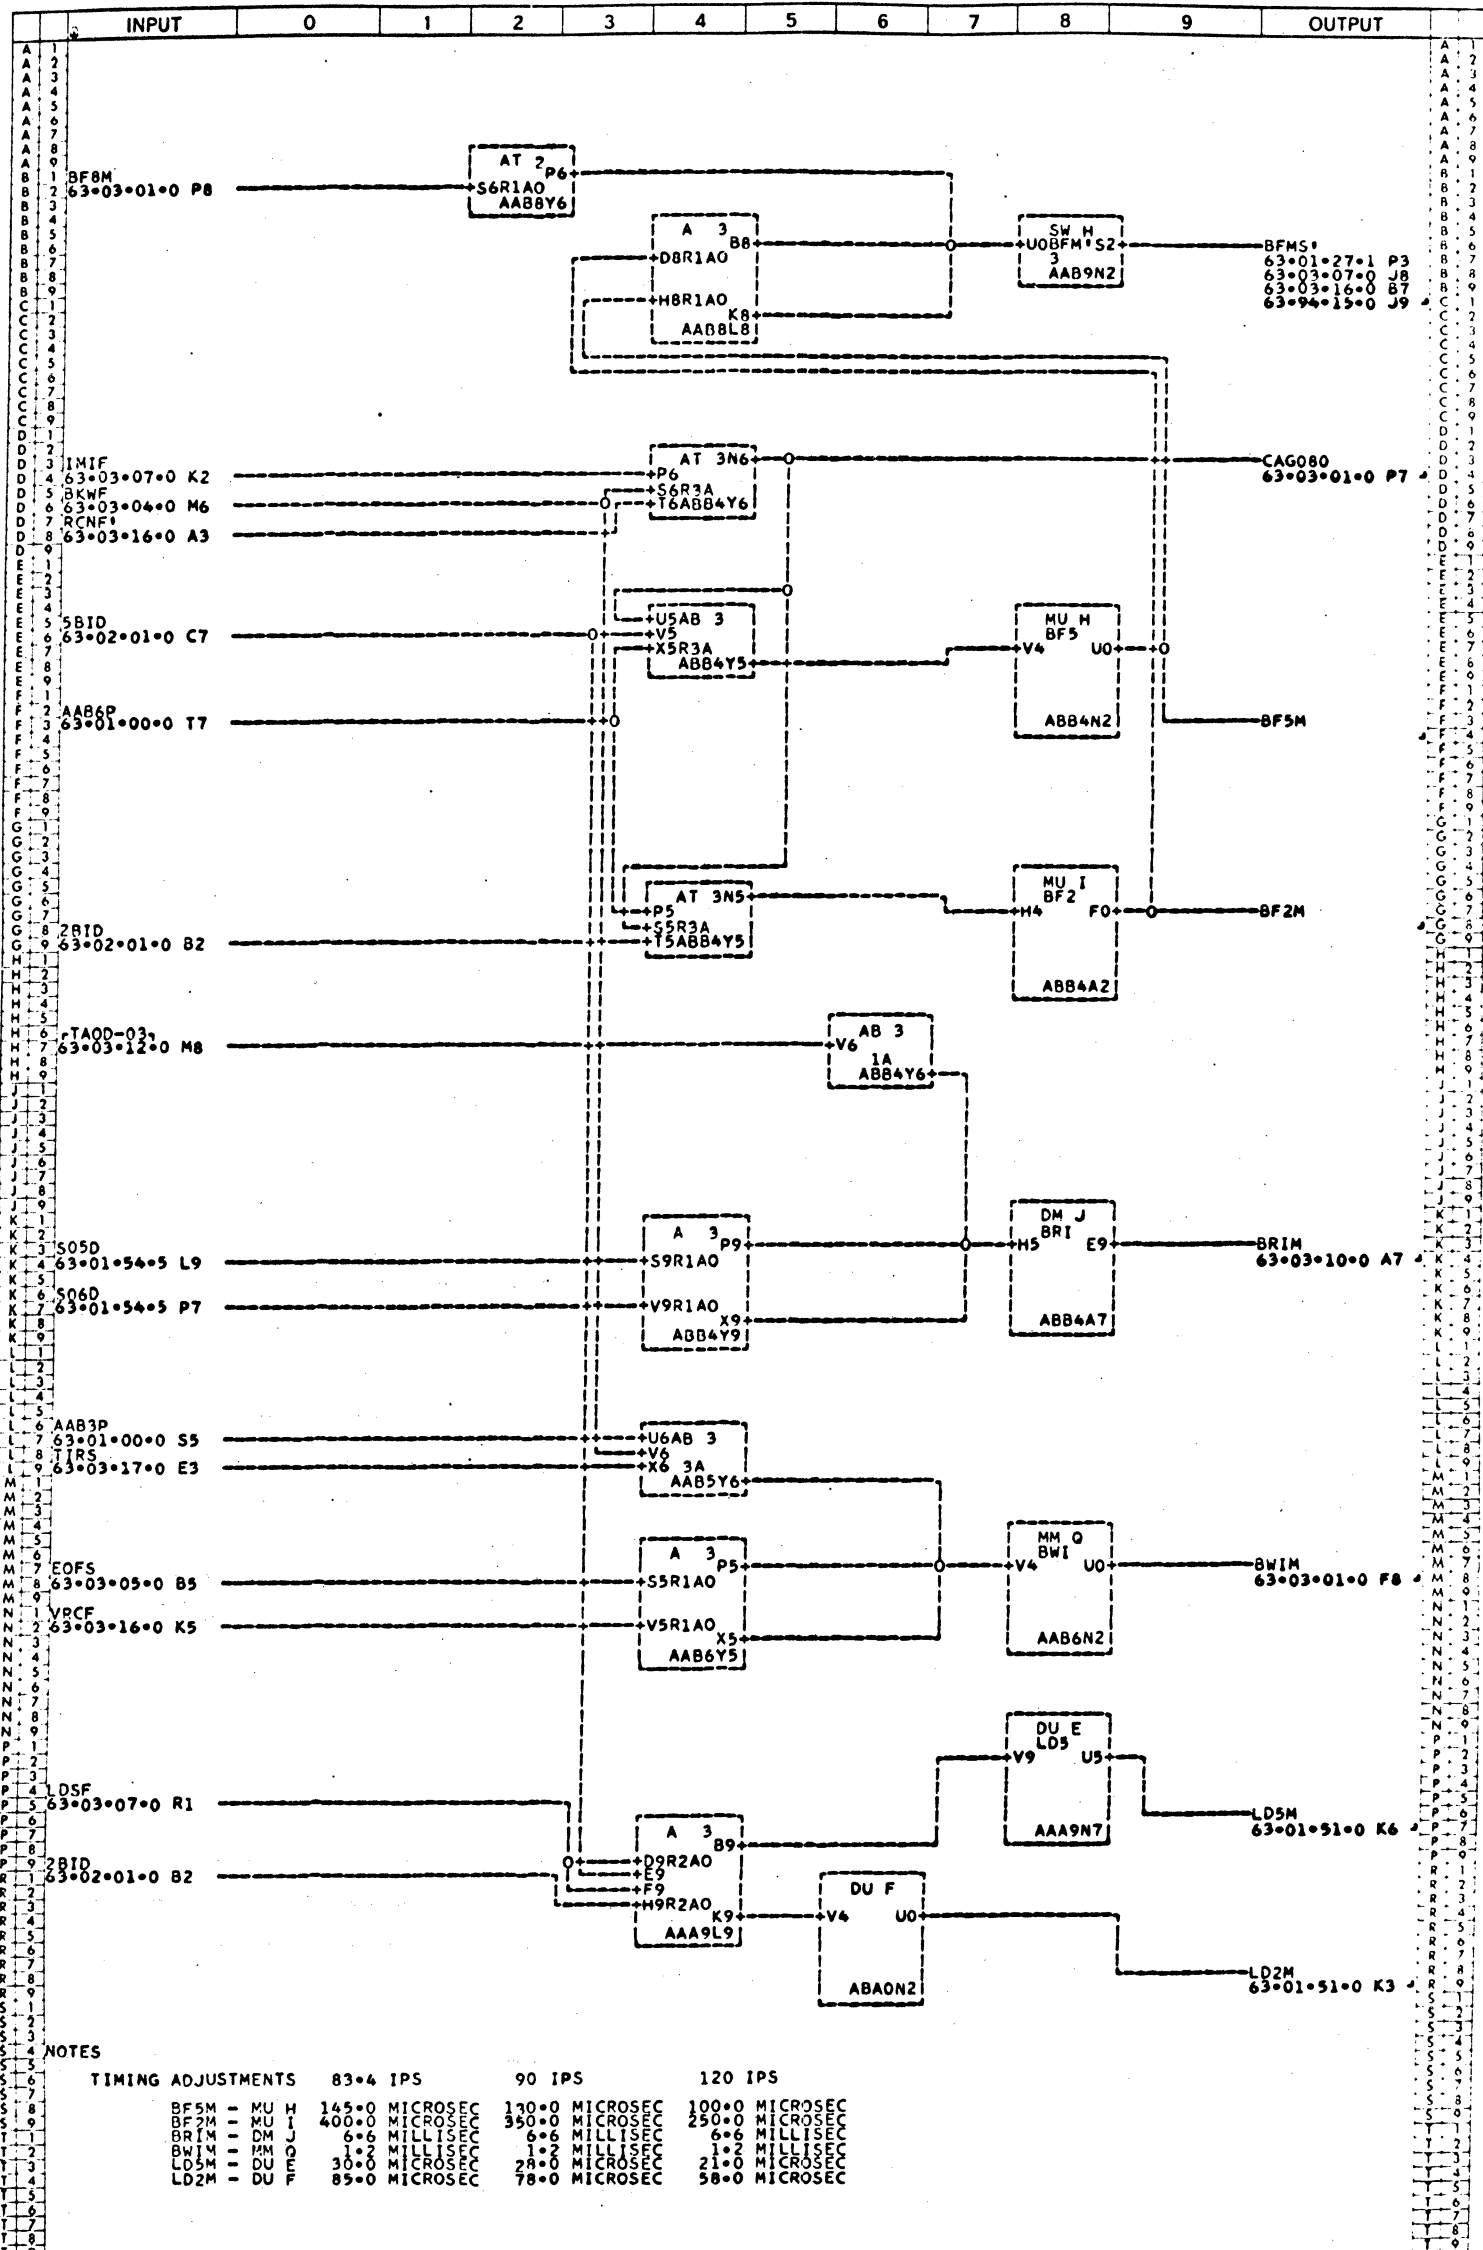 INPUT 0 1 2 3 4 5 6 7 8 9 OUTPUT
BF8M
63•03•01•0 P8
AT 2
P6
S6R1AO
AAB8Y6
A 3
B8
D8R1AO
H8R1AO
K8
AAB8L8
SW H
UOBFM'S2
3
AAB9N2
BFMS'
63•01•27•1 P3
63•03•07•0 J8
63•03•16•0 B7
63•94•15•0 J9
IMIF
63•03•07•0 K2
BKWF
63•03•04•0 M6
RCNF'
63•03•16•0 A3
AT 3N6
P6
S6R3A
T6ABB4Y6
CAG080
63•03•01•0 P7
5BID
63•02•01•0 C7
U5AB 3
V5
X5R3A
ABB4Y5
MU H
BF5
V4 U0
ABB4N2
AAB6P
63•01•00•0 T7
BF5M
2BID
63•02•01•0 B2
AT 3N5
P5
S5R3A
T5ABB4Y5
MU I
BF2
H4 F0
ABB4A2
BF2M
TAOD-03
63•03•12•0 M8
AB 3
V6
1A
ABB4Y6
S05D
63•01•54•5 L9
S06D
63•01•54•5 P7
A 3
P9
S9R1AO
V9R1AO
X9
ABB4Y9
DM J
BRI
H5 E9
ABB4A7
BRIM
63•03•10•0 A7
AAB3P
63•01•00•0 S5
TIRS
63•03•17•0 E3
U6AB 3
V6
X6 3A
AAB5Y6
EOFS
63•03•05•0 B5
VRCF
63•03•16•0 K5
A 3
P5
S5R1AO
V5R1AO
X5
AAB6Y5
MM Q
BWI
V4 U0
AAB6N2
BWIM
63•03•01•0 F8
DU E
LD5
V9 U5
AAA9N7
LDSF
63•03•07•0 R1
2BID
63•02•01•0 B2
A 3
B9
D9R2AO
E9
F9
H9R2AO
K9
AAA9L9
DU F
V4 U0
ABA0N2
LD5M
63•01•51•0 K6
LD2M
63•01•51•0 K3
NOTES
TIMING ADJUSTMENTS 83•4 IPS 90 IPS 120 IPS
BF5M - MU H 145•0 MICROSEC 130•0 MICROSEC 100•0 MICROSEC
BF2M - MU I 400•0 MICROSEC 350•0 MICROSEC 250•0 MICROSEC
BRIM - DM J 6•6 MILLISEC 6•6 MILLISEC 6•6 MILLISEC
BWIM - MM Q 1•2 MILLISEC 1•2 MILLISEC 1•2 MILLISEC
LD5M - DU E 30•0 MICROSEC 28•0 MICROSEC 21•0 MICROSEC
LD2M - DU F 85•0 MICROSEC 78•0 MICROSEC 58•0 MICROSEC